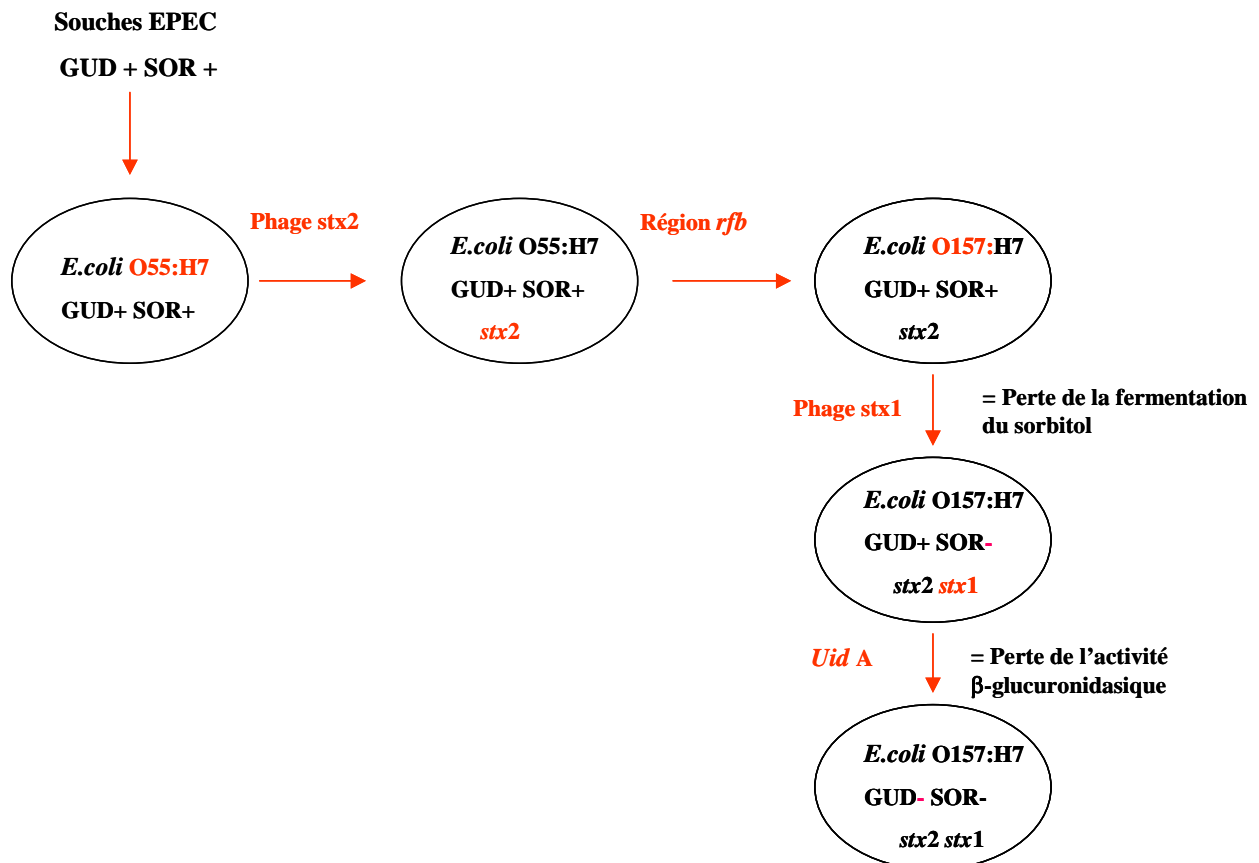 Souches EPEC
GUD + SOR +
Phage stx2
Région rfb
E.coli O55:H7
GUD+ SOR+
E.coli O55:H7
GUD+ SOR+
stx2
E.coli O157:H7
GUD+ SOR+
stx2
Phage stx1
= Perte de la fermentation
du sorbitol
E.coli O157:H7
GUD+ SOR-
stx2 stx1
Uid A
= Perte de l’activité
β-glucuronidasique
E.coli O157:H7
GUD- SOR-
stx2 stx1